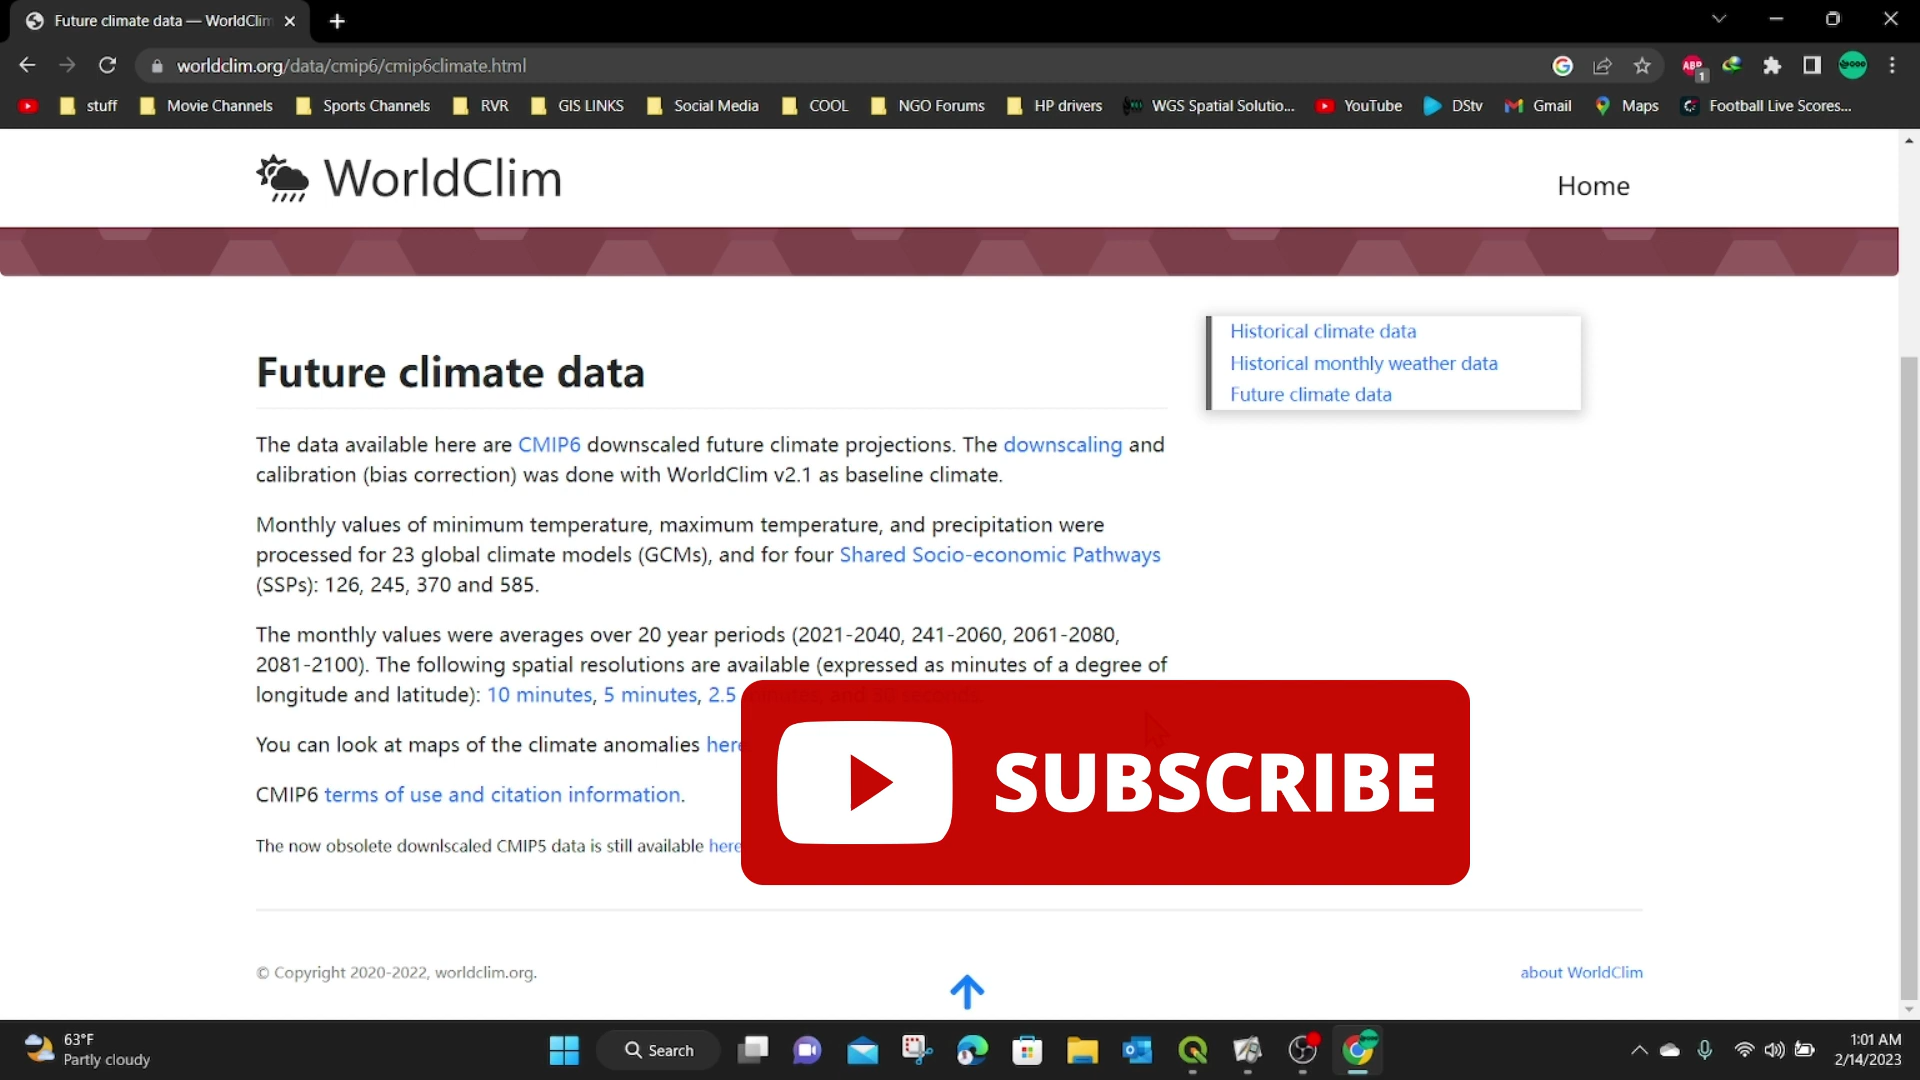 Future climate data — WorldClim
worldclim.org/data/cmip6/cmip6climate.html
ABP 1
stuff Movie Channels Sports Channels RVR GIS LINKS Social Media COOL NGO Forums HP drivers WGS Spatial Solutio... YouTube DStv Gmail Maps Football Live Scores...
WorldClim
Home
Historical climate data
Historical monthly weather data
Future climate data
Future climate data
The data available here are CMIP6 downscaled future climate projections. The downscaling and
calibration (bias correction) was done with WorldClim v2.1 as baseline climate.
Monthly values of minimum temperature, maximum temperature, and precipitation were
processed for 23 global climate models (GCMs), and for four Shared Socio-economic Pathways
(SSPs): 126, 245, 370 and 585.
The monthly values were averages over 20 year periods (2021-2040, 241-2060, 2061-2080,
2081-2100). The following spatial resolutions are available (expressed as minutes of a degree of
longitude and latitude): 10 minutes, 5 minutes, 2.5 minutes, and 30 seconds.
You can look at maps of the climate anomalies here
CMIP6 terms of use and citation information.
The now obsolete downlscaled CMIP5 data is still available here
SUBSCRIBE
© Copyright 2020-2022, worldclim.org.
about WorldClim
63°F
Partly cloudy
Search
1:01 AM
2/14/2023